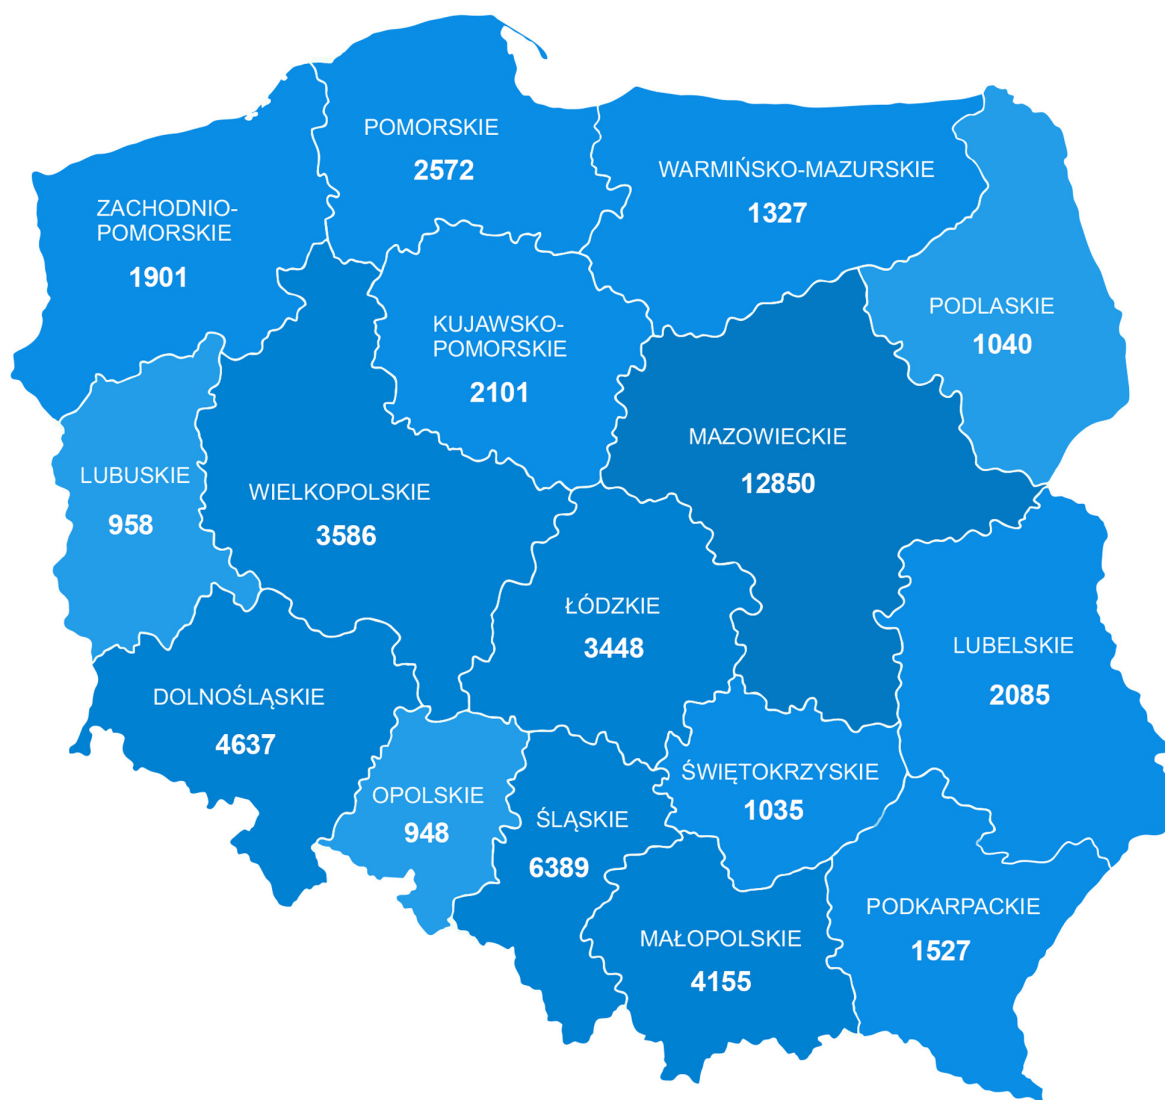 POMORSKIE
2572
WARMIŃSKO-MAZURSKIE
1327
ZACHODNIO-
POMORSKIE
1901
PODLASKIE
1040
KUJAWSKO-
POMORSKIE
2101
MAZOWIECKIE
12850
LUBUSKIE
958
WIELKOPOLSKIE
3586
ŁÓDZKIE
3448
LUBELSKIE
2085
DOLNOŚLĄSKIE
4637
OPOLSKIE
948
ŚLĄSKIE
6389
ŚWIĘTOKRZYSKIE
1035
MAŁOPOLSKIE
4155
PODKARPACKIE
1527